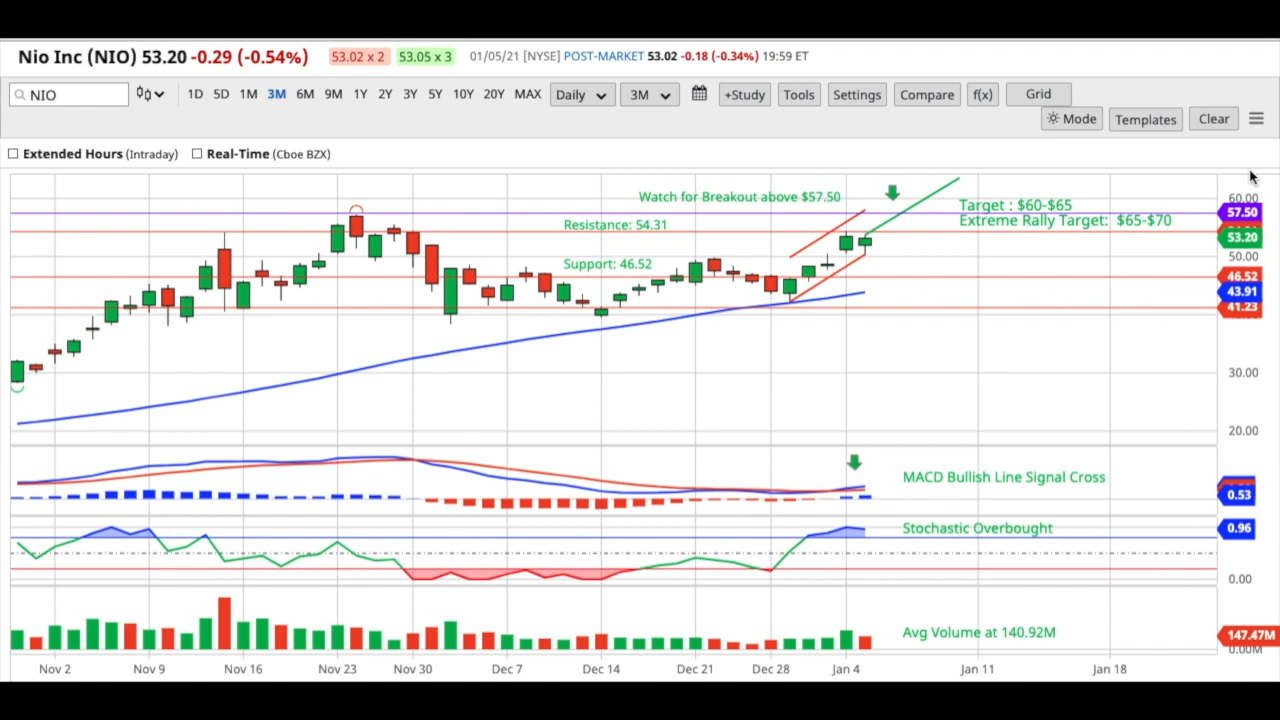 Nio Inc (NIO) 53.20 -0.29 (-0.54%) 53.02 x 2 53.05 x 3 01/05/21 [NYSE] POST-MARKET 53.02 -0.18 (-0.34%) 19:59 ET
NIO 1D 5D 1M 3M 6M 9M 1Y 2Y 3Y 5Y 10Y 20Y MAX Daily 3M +Study Tools Settings Compare f(x) Grid
Mode Templates Clear
Extended Hours (Intraday) Real-Time (Cboe BZX)
Watch for Breakout above $57.50
60.00
Target : $60-$65
57.50
Extreme Rally Target: $65-$70
Resistance: 54.31
53.20
50.00
Support: 46.52
46.52
43.91
41.23
30.00
20.00
MACD Bullish Line Signal Cross
0.53
Stochastic Overbought
0.96
0.00
Avg Volume at 140.92M
147.47M
0.00M
Nov 2 Nov 9 Nov 16 Nov 23 Nov 30 Dec 7 Dec 14 Dec 21 Dec 28 Jan 4 Jan 11 Jan 18